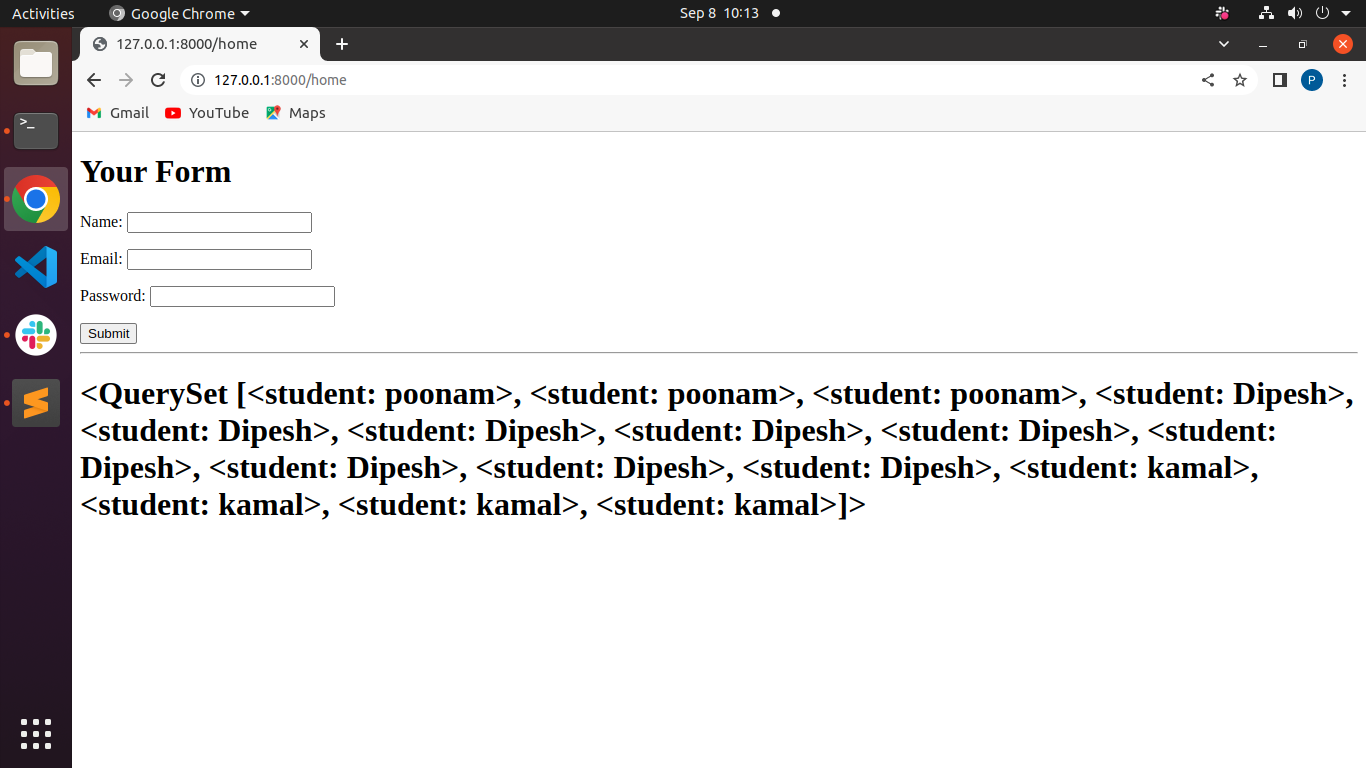 Activities Google Chrome Sep 8 10:13
127.0.0.1:8000/home
127.0.0.1:8000/home P
Gmail YouTube Maps
>_
Your Form
Name:
Email:
Password:
Submit
<QuerySet [<student: poonam>, <student: poonam>, <student: poonam>, <student: Dipesh>,
<student: Dipesh>, <student: Dipesh>, <student: Dipesh>, <student: Dipesh>, <student:
Dipesh>, <student: Dipesh>, <student: Dipesh>, <student: Dipesh>, <student: kamal>,
<student: kamal>, <student: kamal>, <student: kamal>]>